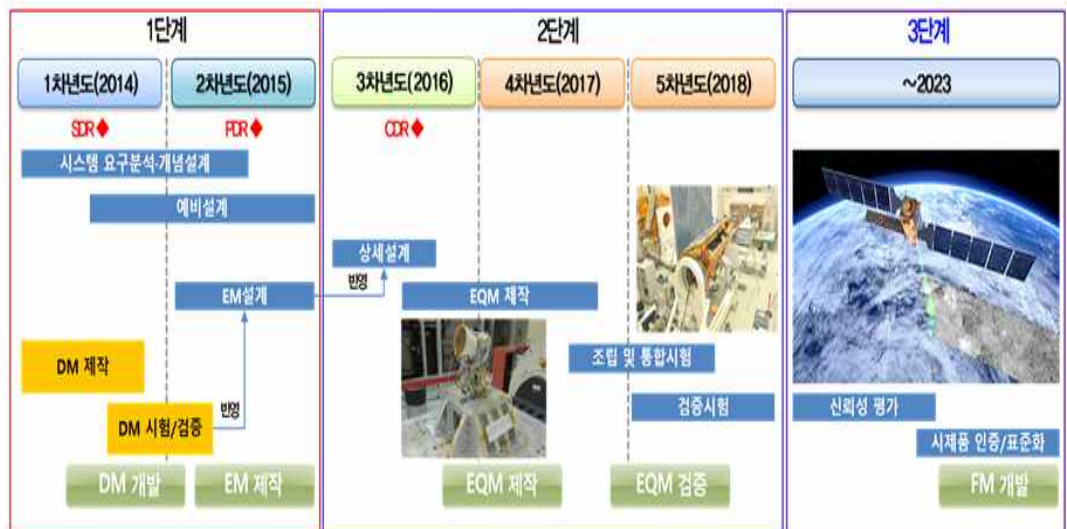 1단계
2단계
3단계
1차년도(2014)
2차년도(2015)
3차년도(2016)
4차년도(2017)
5차년도(2018)
~2023
SDR◆
PDR◆
CDR◆
시스템 요구분석·개념설계
예비설계
상세설계
반영
EM설계
EQM 제작
DM 제작
조립 및 통합시험
DM 시험/검증
반영
검증시험
신뢰성 평가
시제품 인증/표준화
DM 개발
EM 제작
EQM 제작
EQM 검증
FM 개발